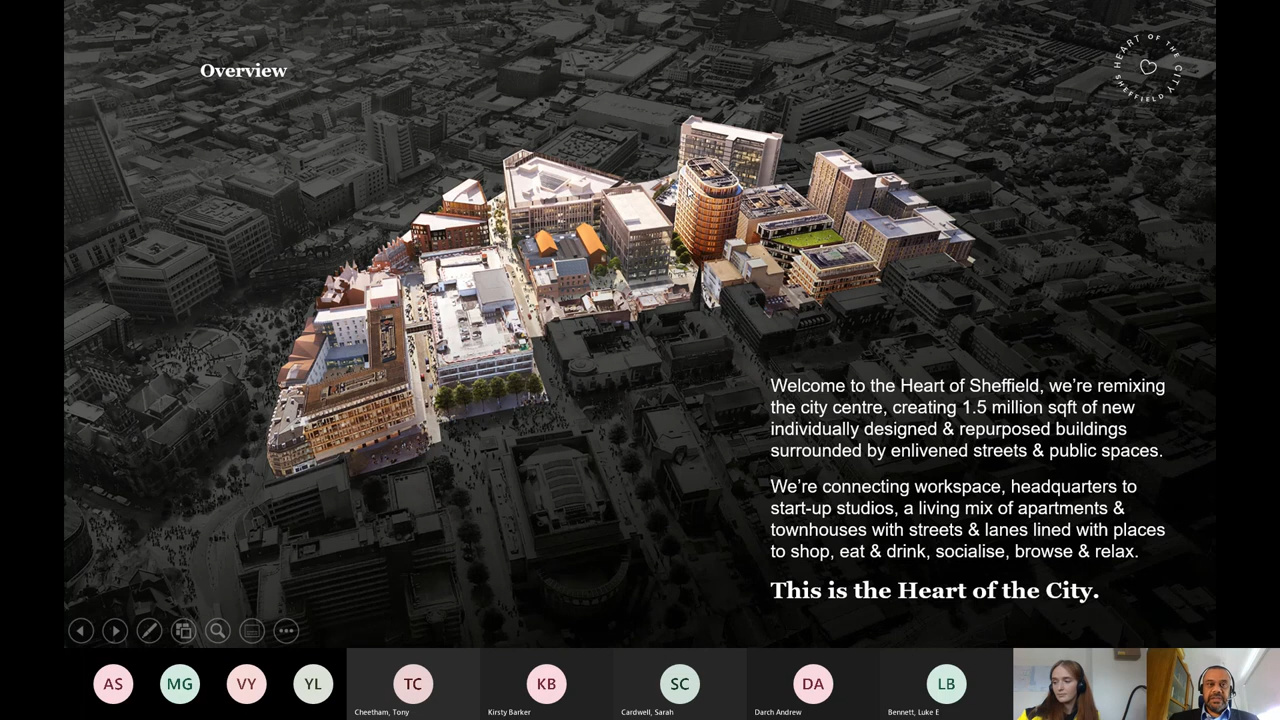 Overview
HEART OF THE CITY
SHEFFIELD
Welcome to the Heart of Sheffield, we’re remixing
the city centre, creating 1.5 million sqft of new
individually designed & repurposed buildings
surrounded by enlivened streets & public spaces.
We’re connecting workspace, headquarters to
start-up studios, a living mix of apartments &
townhouses with streets & lanes lined with places
to shop, eat & drink, socialise, browse & relax.
This is the Heart of the City.
AS
MG
VY
YL
TC
KB
SC
DA
LB
Cheetham, Tony
Kirsty Barker
Cardwell, Sarah
Darch Andrew
Bennett, Luke E